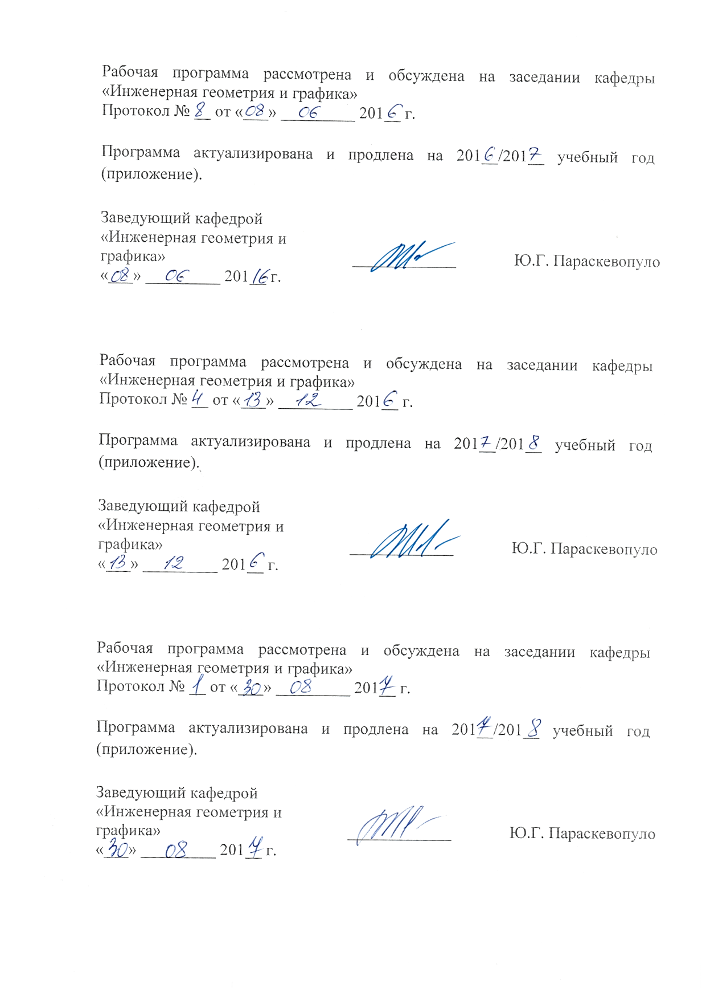 Рабочая программа рассмотрена и обсуждена на заседании кафедры
«Инженерная геометрия и графика»
Протокол № 8 от «08» 06 2016 г.
Программа актуализирована и продлена на 2016/2017 учебный год
(приложение).
Заведующий кафедрой
«Инженерная геометрия и
графика» Ю.Г. Параскевопуло
«08» 06 20116 г.
Рабочая программа рассмотрена и обсуждена на заседании кафедры
«Инженерная геометрия и графика»
Протокол № 4 от «13» 12 2016 г.
Программа актуализирована и продлена на 2017/2018 учебный год
(приложение).
Заведующий кафедрой
«Инженерная геометрия и
графика» Ю.Г. Параскевопуло
«13» 12 2016 г.
Рабочая программа рассмотрена и обсуждена на заседании кафедры
«Инженерная геометрия и графика»
Протокол № 1 от «30» 08 2017 г.
Программа актуализирована и продлена на 2017/2018 учебный год
(приложение).
Заведующий кафедрой
«Инженерная геометрия и
графика» Ю.Г. Параскевопуло
«30» 08 2017 г.